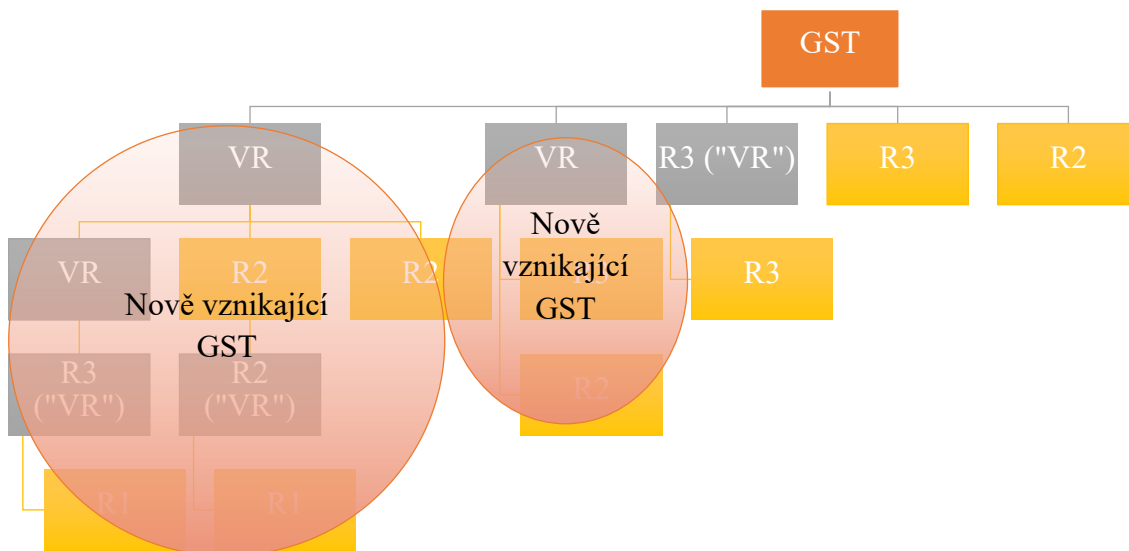 GST
VR
VR
R3 ("VR")
R3
R2
VR
R2
R2
Nově
vznikající
GST
R3
R3
Nově vznikající
GST
R3
("VR")
R2
("VR")
R2
R1
R1